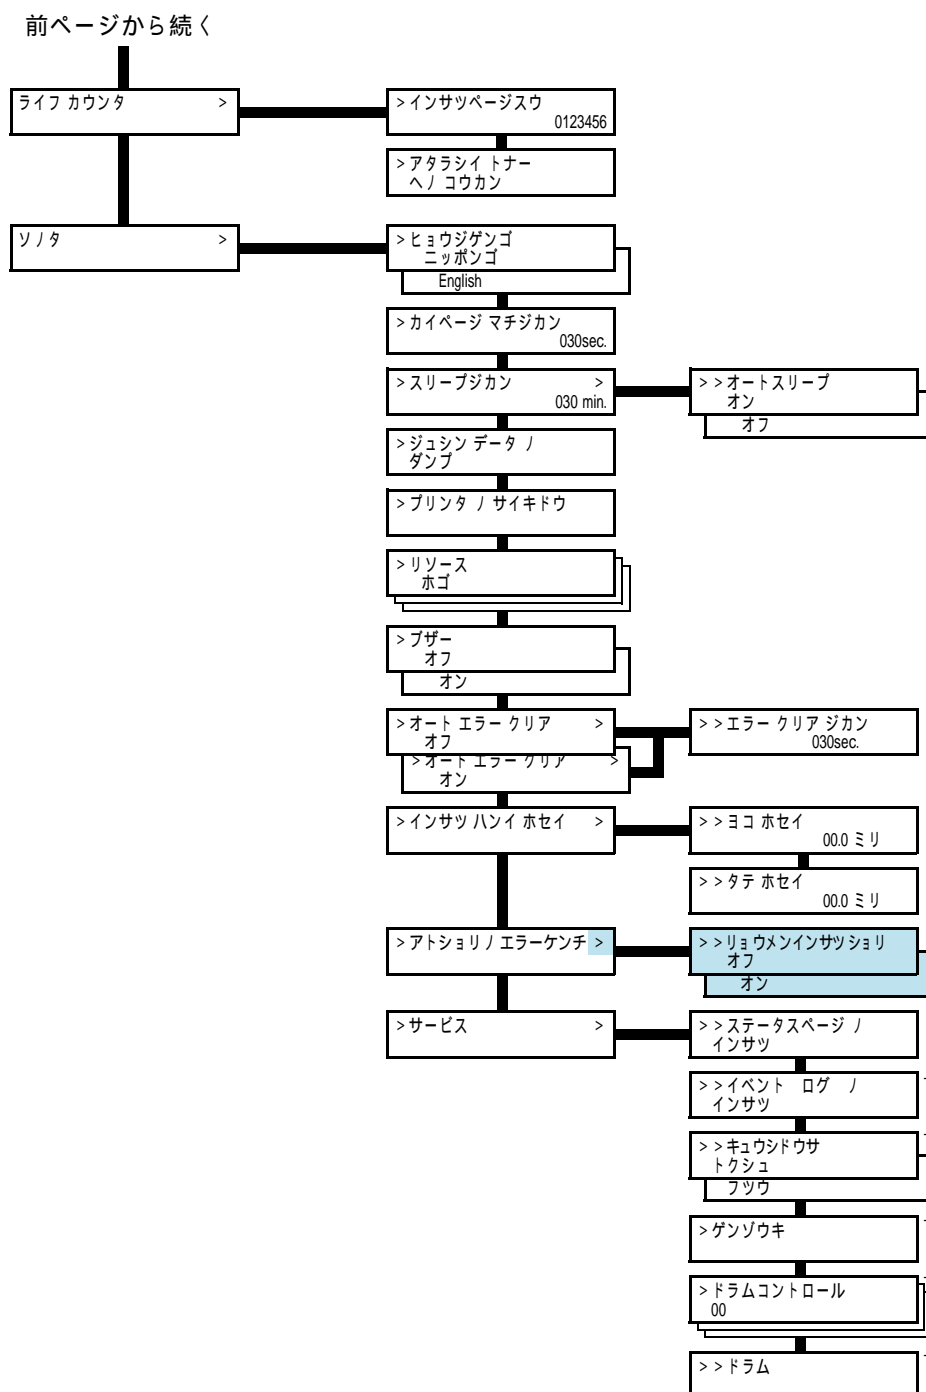 前ページから続く
ライフ カウンタ >
>インサツページスウ
0123456
>アタラシイ トナー
ヘノ コウカン
ソノタ >
>ヒョウジゲンゴ
ニッポンゴ
English
>カイページ マチジカン
030sec.
>スリープジカン >
030 min.
>>オートスリープ
オン
オフ
>ジュシン データ ノ
ダンプ
>プリンタ ノ サイキドウ
>リソース
ホゴ
>ブザー
オフ
オン
>オート エラー クリア >
オフ
>オート エラー クリア >
オン
>>エラー クリア ジカン
030sec.
>インサツ ハンイ ホセイ >
>>ヨコ ホセイ
00.0 ミリ
>>タテ ホセイ
00.0 ミリ
>アトショリノ エラーケンチ >
>>リョウメンインサツショリ
オフ
オン
>サービス >
>>ステータスページ ノ
インサツ
>>イベント ログ ノ
インサツ
>>キュウシドウサ
トクシュ
フツウ
>ゲンゾウキ
>ドラムコントロール
00
>>ドラム